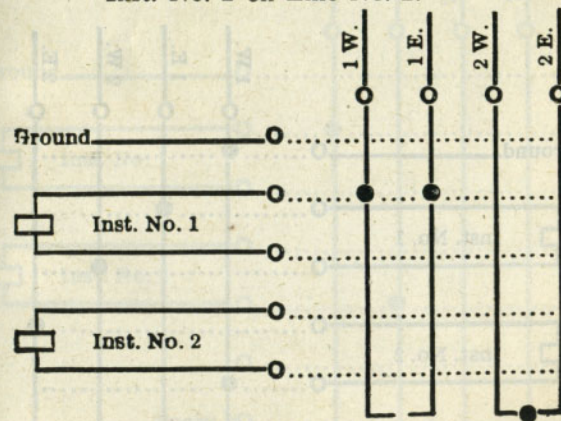 1 W.
1 E.
2 W.
2 E.
Ground
Inst. No. 1
Inst. No. 2